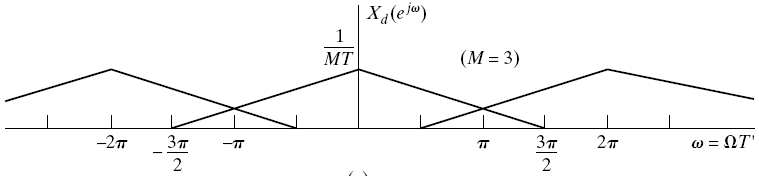 X_d(e^{jω})
1/MT
(M = 3)
−2π
−3π/2
−π
π
3π/2
2π
ω = ΩT'